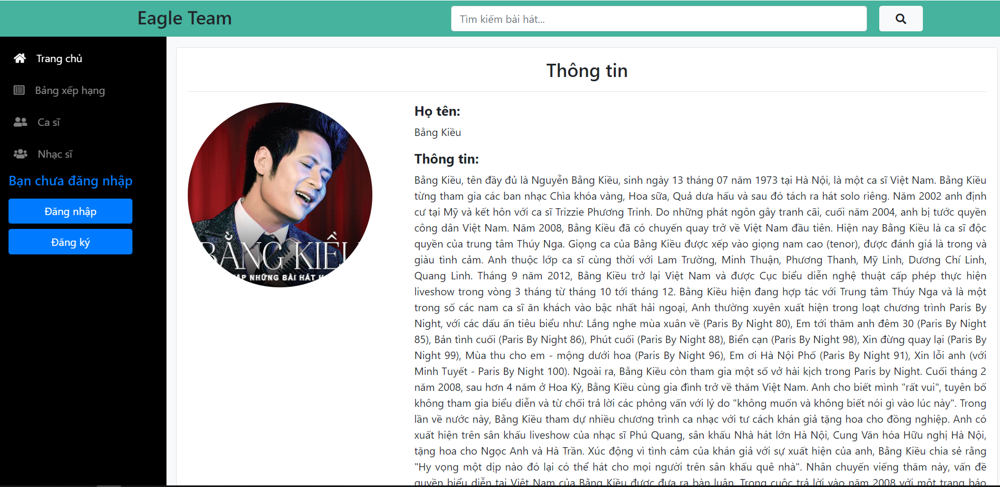 Eagle Team
Tìm kiếm bài hát...
Trang chủ
Bảng xếp hạng
Ca sĩ
Nhạc sĩ
Bạn chưa đăng nhập
Đăng nhập
Đăng ký
Thông tin
BẰNG KIỀU
ẬP NHỮNG BÀI HÁT H
Họ tên:
Bằng Kiều
Thông tin:
Bằng Kiều, tên đầy đủ là Nguyễn Bằng Kiều, sinh ngày 13 tháng 07 năm 1973 tại Hà Nội, là một ca sĩ Việt Nam. Bằng Kiều
từng tham gia các ban nhạc Chìa khóa vàng, Hoa sữa, Quả dưa hấu và sau đó tách ra hát solo riêng. Năm 2002 anh định
cư tại Mỹ và kết hôn với ca sĩ Trizzie Phương Trinh. Do những phát ngôn gây tranh cãi, cuối năm 2004, anh bị tước quyền
công dân Việt Nam. Năm 2008, Bằng Kiều đã có chuyến quay trở về Việt Nam đầu tiên. Hiện nay Bằng Kiều là ca sĩ độc
quyền của trung tâm Thúy Nga. Giọng ca của Bằng Kiều được xếp vào giọng nam cao (tenor), được đánh giá là trong và
giàu tình cảm. Anh thuộc lớp ca sĩ cùng thời với Lam Trường, Minh Thuận, Phương Thanh, Mỹ Linh, Dương Chí Linh,
Quang Linh. Tháng 9 năm 2012, Bằng Kiều trở lại Việt Nam và được Cục biểu diễn nghệ thuật cấp phép thực hiện
liveshow trong vòng 3 tháng từ tháng 10 tới tháng 12. Bằng Kiều hiện đang hợp tác với Trung tâm Thúy Nga và là một
trong số các nam ca sĩ ăn khách vào bậc nhất hải ngoại, Anh thường xuyên xuất hiện trong loạt chương trình Paris By
Night, với các dấu ấn tiêu biểu như: Lắng nghe mùa xuân về (Paris By Night 80), Em tới thăm anh đêm 30 (Paris By Night
85), Bản tình cuối (Paris By Night 86), Phút cuối (Paris By Night 88), Biển cạn (Paris By Night 98), Xin đừng quay lại (Paris By
Night 99), Mùa thu cho em - mộng dưới hoa (Paris By Night 96), Em ơi Hà Nội Phố (Paris By Night 91), Xin lỗi anh (với
Minh Tuyết - Paris By Night 100). Ngoài ra, Bằng Kiều còn tham gia một số vở hài kịch trong Paris by Night. Cuối tháng 2
năm 2008, sau hơn 4 năm ở Hoa Kỳ, Bằng Kiều cùng gia đình trở về thăm Việt Nam. Anh cho biết mình "rất vui", tuyên bố
không tham gia biểu diễn và từ chối trả lời các phỏng vấn với lý do "không muốn và không biết nói gì vào lúc này". Trong
lần về nước này, Bằng Kiều tham dự nhiều chương trình ca nhạc với tư cách khán giả tặng hoa cho đồng nghiệp. Anh có
xuất hiện trên sân khấu liveshow của nhạc sĩ Phú Quang, sân khấu Nhà hát lớn Hà Nội, Cung Văn hóa Hữu nghị Hà Nội,
tặng hoa cho Ngọc Anh và Hà Trần. Xúc động vì tình cảm của khán giả với sự xuất hiện của anh, Bằng Kiều chia sẻ rằng
"Hy vọng một dịp nào đó lại có thể hát cho mọi người trên sân khấu quê nhà". Nhân chuyến viếng thăm này, vấn đề
quyền biểu diễn tại Việt Nam của Bằng Kiều được đưa ra bàn luận. Trong cuộc trả lời vào năm 2008 với một trang báo